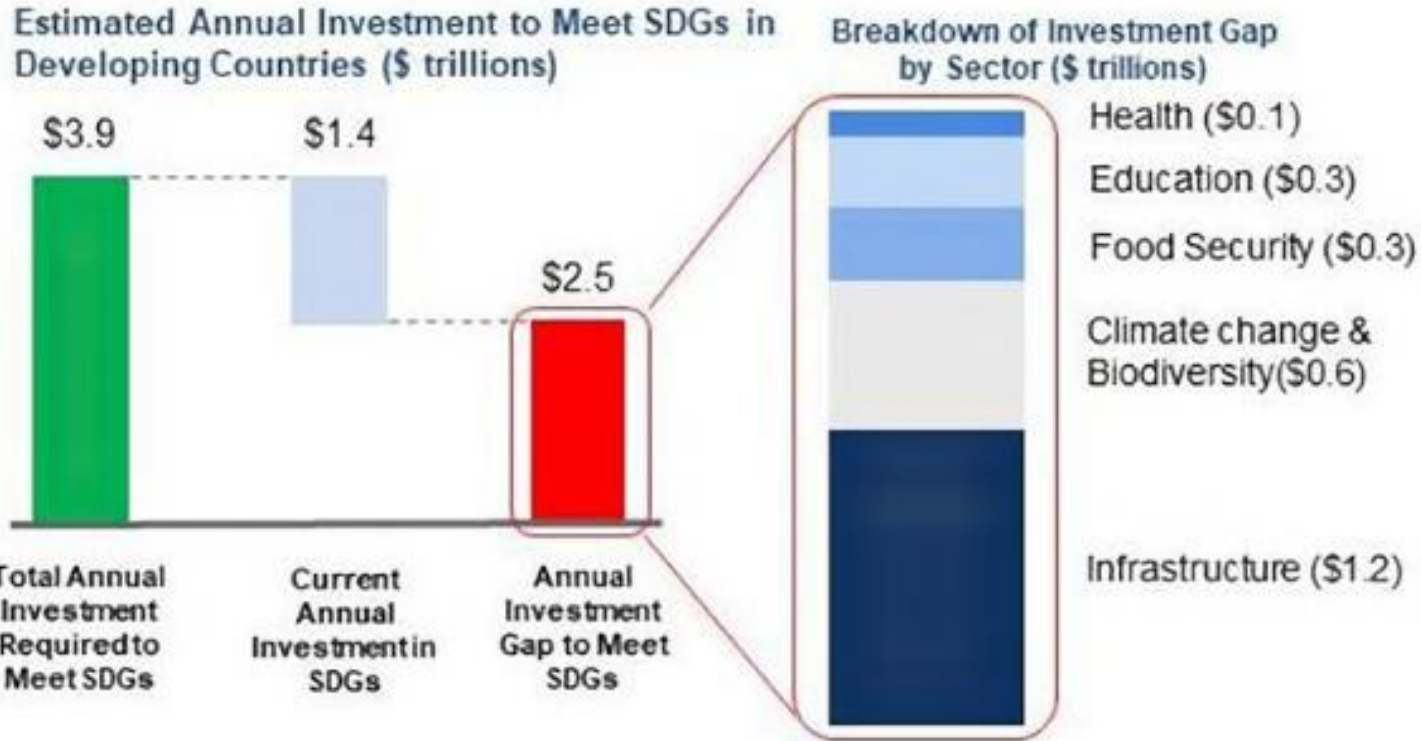 Estimated Annual Investment to Meet SDGs in
Developing Countries ($ trillions)
$3.9
$1.4
$2.5
Total Annual
Investment
Required to
Meet SDGs
Current
Annual
Investment in
SDGs
Annual
Investment
Gap to Meet
SDGs
Breakdown of Investment Gap
by Sector ($ trillions)
Health ($0.1)
Education ($0.3)
Food Security ($0.3)
Climate change &
Biodiversity($0.6)
Infrastructure ($1.2)